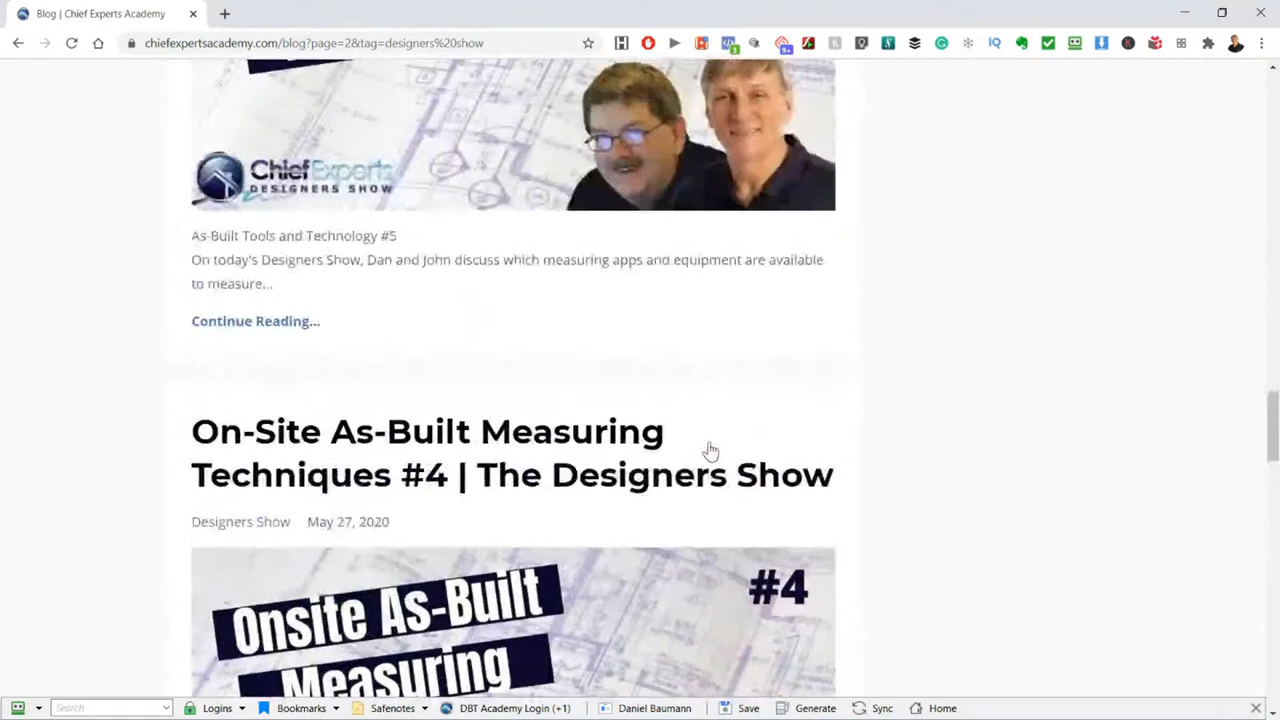 Blog | Chief Experts Academy
chiefexpertsacademy.com/blog?page=2&tag=designers%20show
3
9+
ChiefExperts
DESIGNERS SHOW
As-Built Tools and Technology #5
On today's Designers Show, Dan and John discuss which measuring apps and equipment are available
to measure...
Continue Reading...
On-Site As-Built Measuring
Techniques #4 | The Designers Show
Designers Show May 27, 2020
Onsite As-Built
#4
Measuring
Search Logins Bookmarks Safenotes DBT Academy Login (+1) Daniel Baumann Save Generate Sync Home